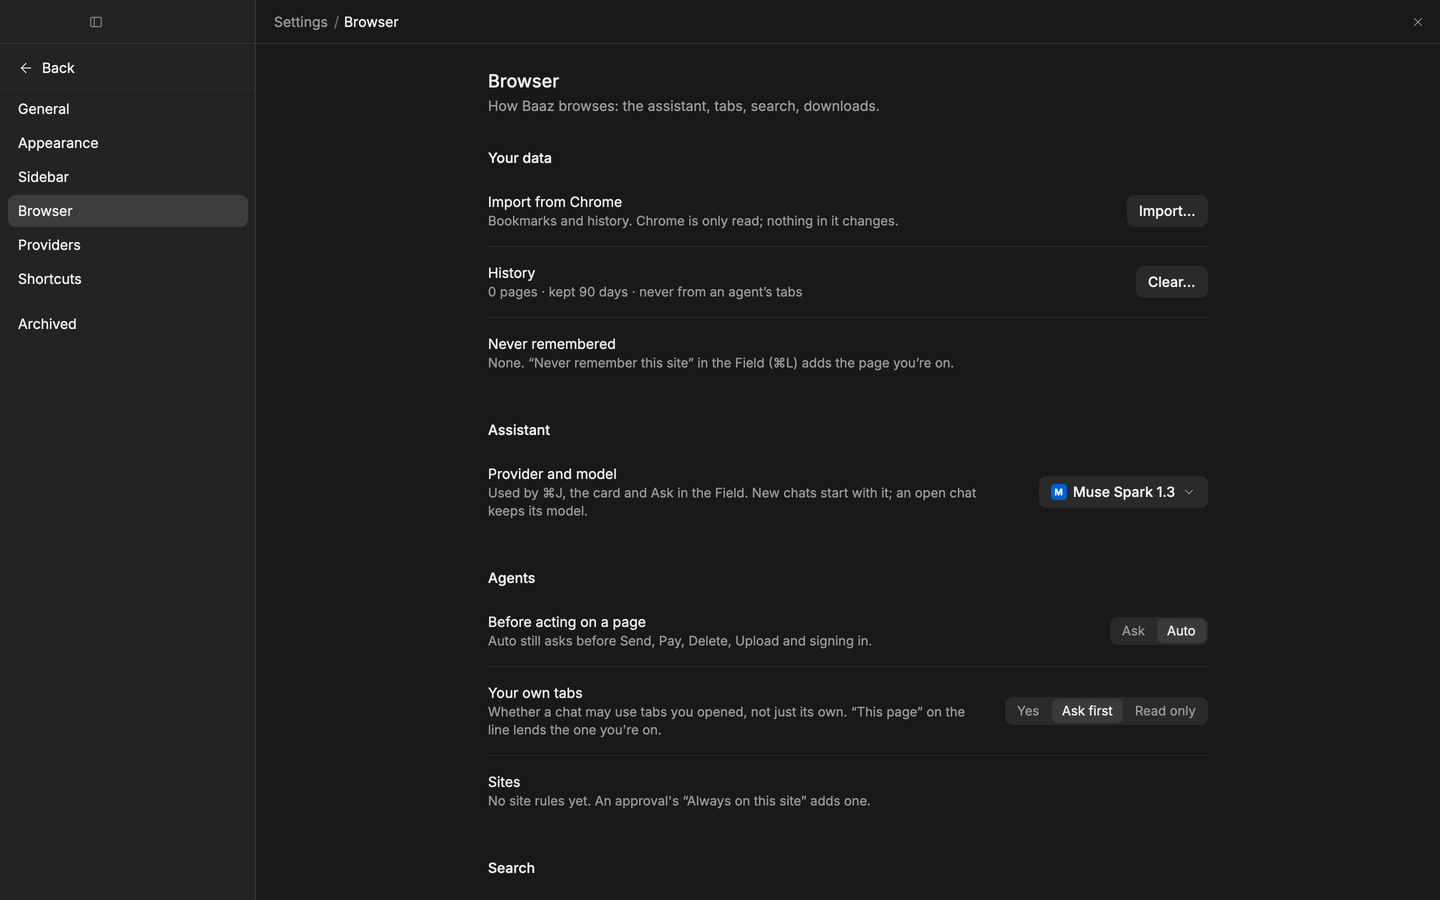 Settings / Browser
Back
General
Appearance
Sidebar
Browser
Providers
Shortcuts
Archived
Browser
How Baaz browses: the assistant, tabs, search, downloads.
Your data
Import from Chrome
Bookmarks and history. Chrome is only read; nothing in it changes.
Import...
History
0 pages · kept 90 days · never from an agent’s tabs
Clear...
Never remembered
None. “Never remember this site” in the Field (⌘L) adds the page you’re on.
Assistant
Provider and model
Used by ⌘J, the card and Ask in the Field. New chats start with it; an open chat
keeps its model.
M Muse Spark 1.3
Agents
Before acting on a page
Auto still asks before Send, Pay, Delete, Upload and signing in.
Ask Auto
Your own tabs
Whether a chat may use tabs you opened, not just its own. “This page” on the
line lends the one you're on.
Yes Ask first Read only
Sites
No site rules yet. An approval's “Always on this site” adds one.
Search